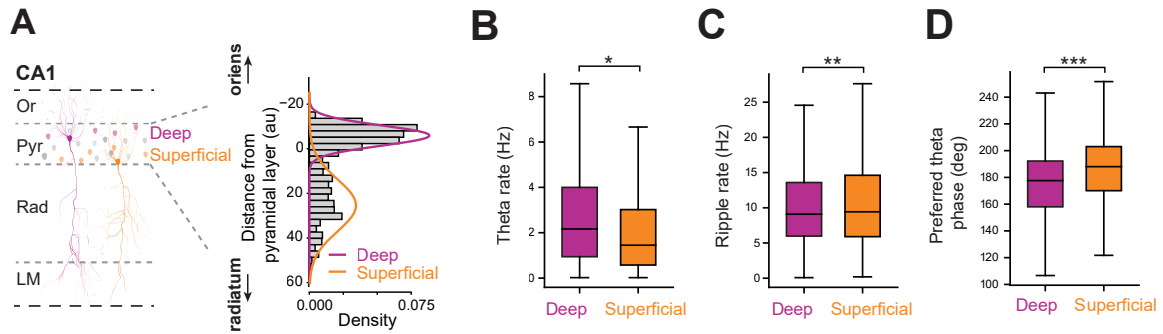 A
CA1
Or
Pyr
Rad
LM
Deep
Superficial
oriens
radiatum
Distance from
pyramidal layer (au)
−20
0
20
40
60
Deep
Superficial
0.000
0.075
Density
B
*
Theta rate (Hz)
8
6
4
2
0
Deep
Superficial
C
**
Ripple rate (Hz)
25
20
15
10
5
0
Deep
Superficial
D
***
Preferred theta
phase (deg)
240
220
200
180
160
140
120
100
Deep
Superficial